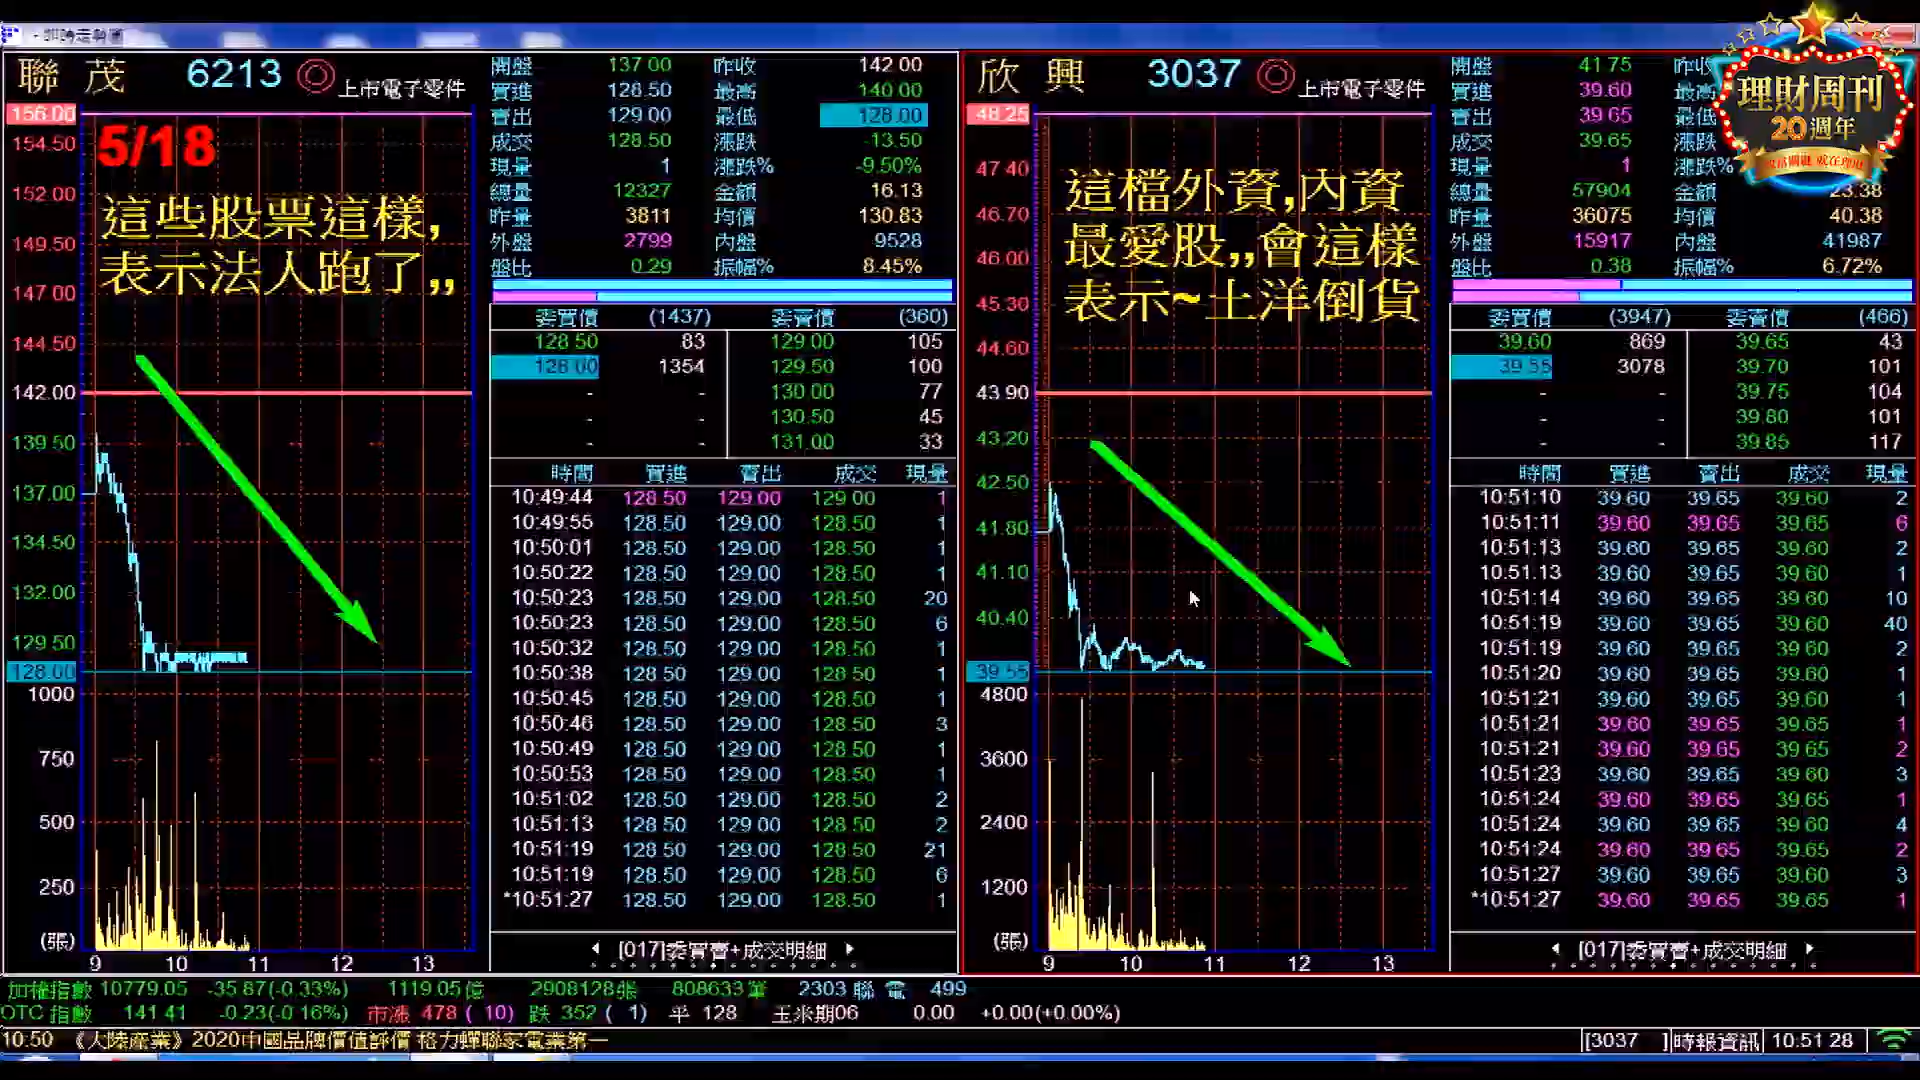 聯茂 6213 上市電子零件
156.00
154.50
152.00
149.50
147.00
144.50
142.00
139.50
137.00
134.50
132.00
129.50
128.00
1000
750
500
250
(張)
9 10 11 12 13
5/18
這些股票這樣,
表示法人跑了,,
開盤 137.00 昨收 142.00
買進 128.50 最高 140.00
賣出 129.00 最低 128.00
成交 128.50 漲跌 -13.50
現量 1 漲跌% -9.50%
總量 12327 金額 16.13
昨量 3811 均價 130.83
外盤 2799 內盤 9528
盤比 0.29 振幅% 8.45%
委買價 (1437) 委賣價 (360)
128.50 83 129.00 105
128.00 1354 129.50 100
- - 130.00 77
- - 130.50 45
- - 131.00 33
時間 買進 賣出 成交 現量
10:49:44 128.50 129.00 129.00 1
10:49:55 128.50 129.00 128.50 1
10:50:01 128.50 129.00 128.50 1
10:50:22 128.50 129.00 128.50 1
10:50:23 128.50 129.00 128.50 20
10:50:23 128.50 129.00 128.50 6
10:50:32 128.50 129.00 128.50 1
10:50:38 128.50 129.00 128.50 1
10:50:45 128.50 129.00 128.50 1
10:50:46 128.50 129.00 128.50 3
10:50:49 128.50 129.00 128.50 1
10:50:53 128.50 129.00 128.50 1
10:51:02 128.50 129.00 128.50 2
10:51:13 128.50 129.00 128.50 2
10:51:19 128.50 129.00 128.50 21
10:51:19 128.50 129.00 128.50 6
*10:51:27 128.50 129.00 128.50 1
[017]委買賣+成交明細
欣興 3037 上市電子零件
48.25
47.40
46.70
46.00
45.30
44.60
43.90
43.20
42.50
41.80
41.10
40.40
39.55
4800
3600
2400
1200
(張)
9 10 11 12 13
這檔外資,內資
最愛股,,會這樣
表示~土洋倒貨
開盤 41.75 昨收
買進 39.60 最高
賣出 39.65 最低
成交 39.65 漲跌
現量 1 漲跌%
總量 57904 金額 23.38
昨量 36075 均價 40.38
外盤 15917 內盤 41987
盤比 0.38 振幅% 6.72%
委買價 (3947) 委賣價 (466)
39.60 869 39.65 43
39.55 3078 39.70 101
- - 39.75 104
- - 39.80 101
- - 39.85 117
時間 買進 賣出 成交 現量
10:51:10 39.60 39.65 39.60 2
10:51:11 39.60 39.65 39.65 6
10:51:13 39.60 39.65 39.60 2
10:51:13 39.60 39.65 39.60 1
10:51:14 39.60 39.65 39.60 10
10:51:19 39.60 39.65 39.60 40
10:51:19 39.60 39.65 39.60 2
10:51:20 39.60 39.65 39.60 1
10:51:21 39.60 39.65 39.60 1
10:51:21 39.60 39.65 39.65 1
10:51:21 39.60 39.65 39.65 2
10:51:23 39.60 39.65 39.60 3
10:51:24 39.60 39.65 39.65 1
10:51:24 39.60 39.65 39.60 4
10:51:24 39.60 39.65 39.65 2
10:51:27 39.60 39.65 39.60 3
*10:51:27 39.60 39.65 39.65 1
[017]委買賣+成交明細
理財周刊
20週年
加權指數 10779.05 -35.87(-0.33%) 1119.05億 2908128張 808633筆 2303 聯電 499
OTC 指數 141.41 -0.23(-0.16%) 市漲 478 ( 10) 跌 352 ( 1) 平 128 玉米期06 0.00 +0.00(+0.00%)
10:50 《大陸產業》2020中國品牌價值評價 格力蟬聯家電業第一 [3037 ] 時報資訊 10:51:28